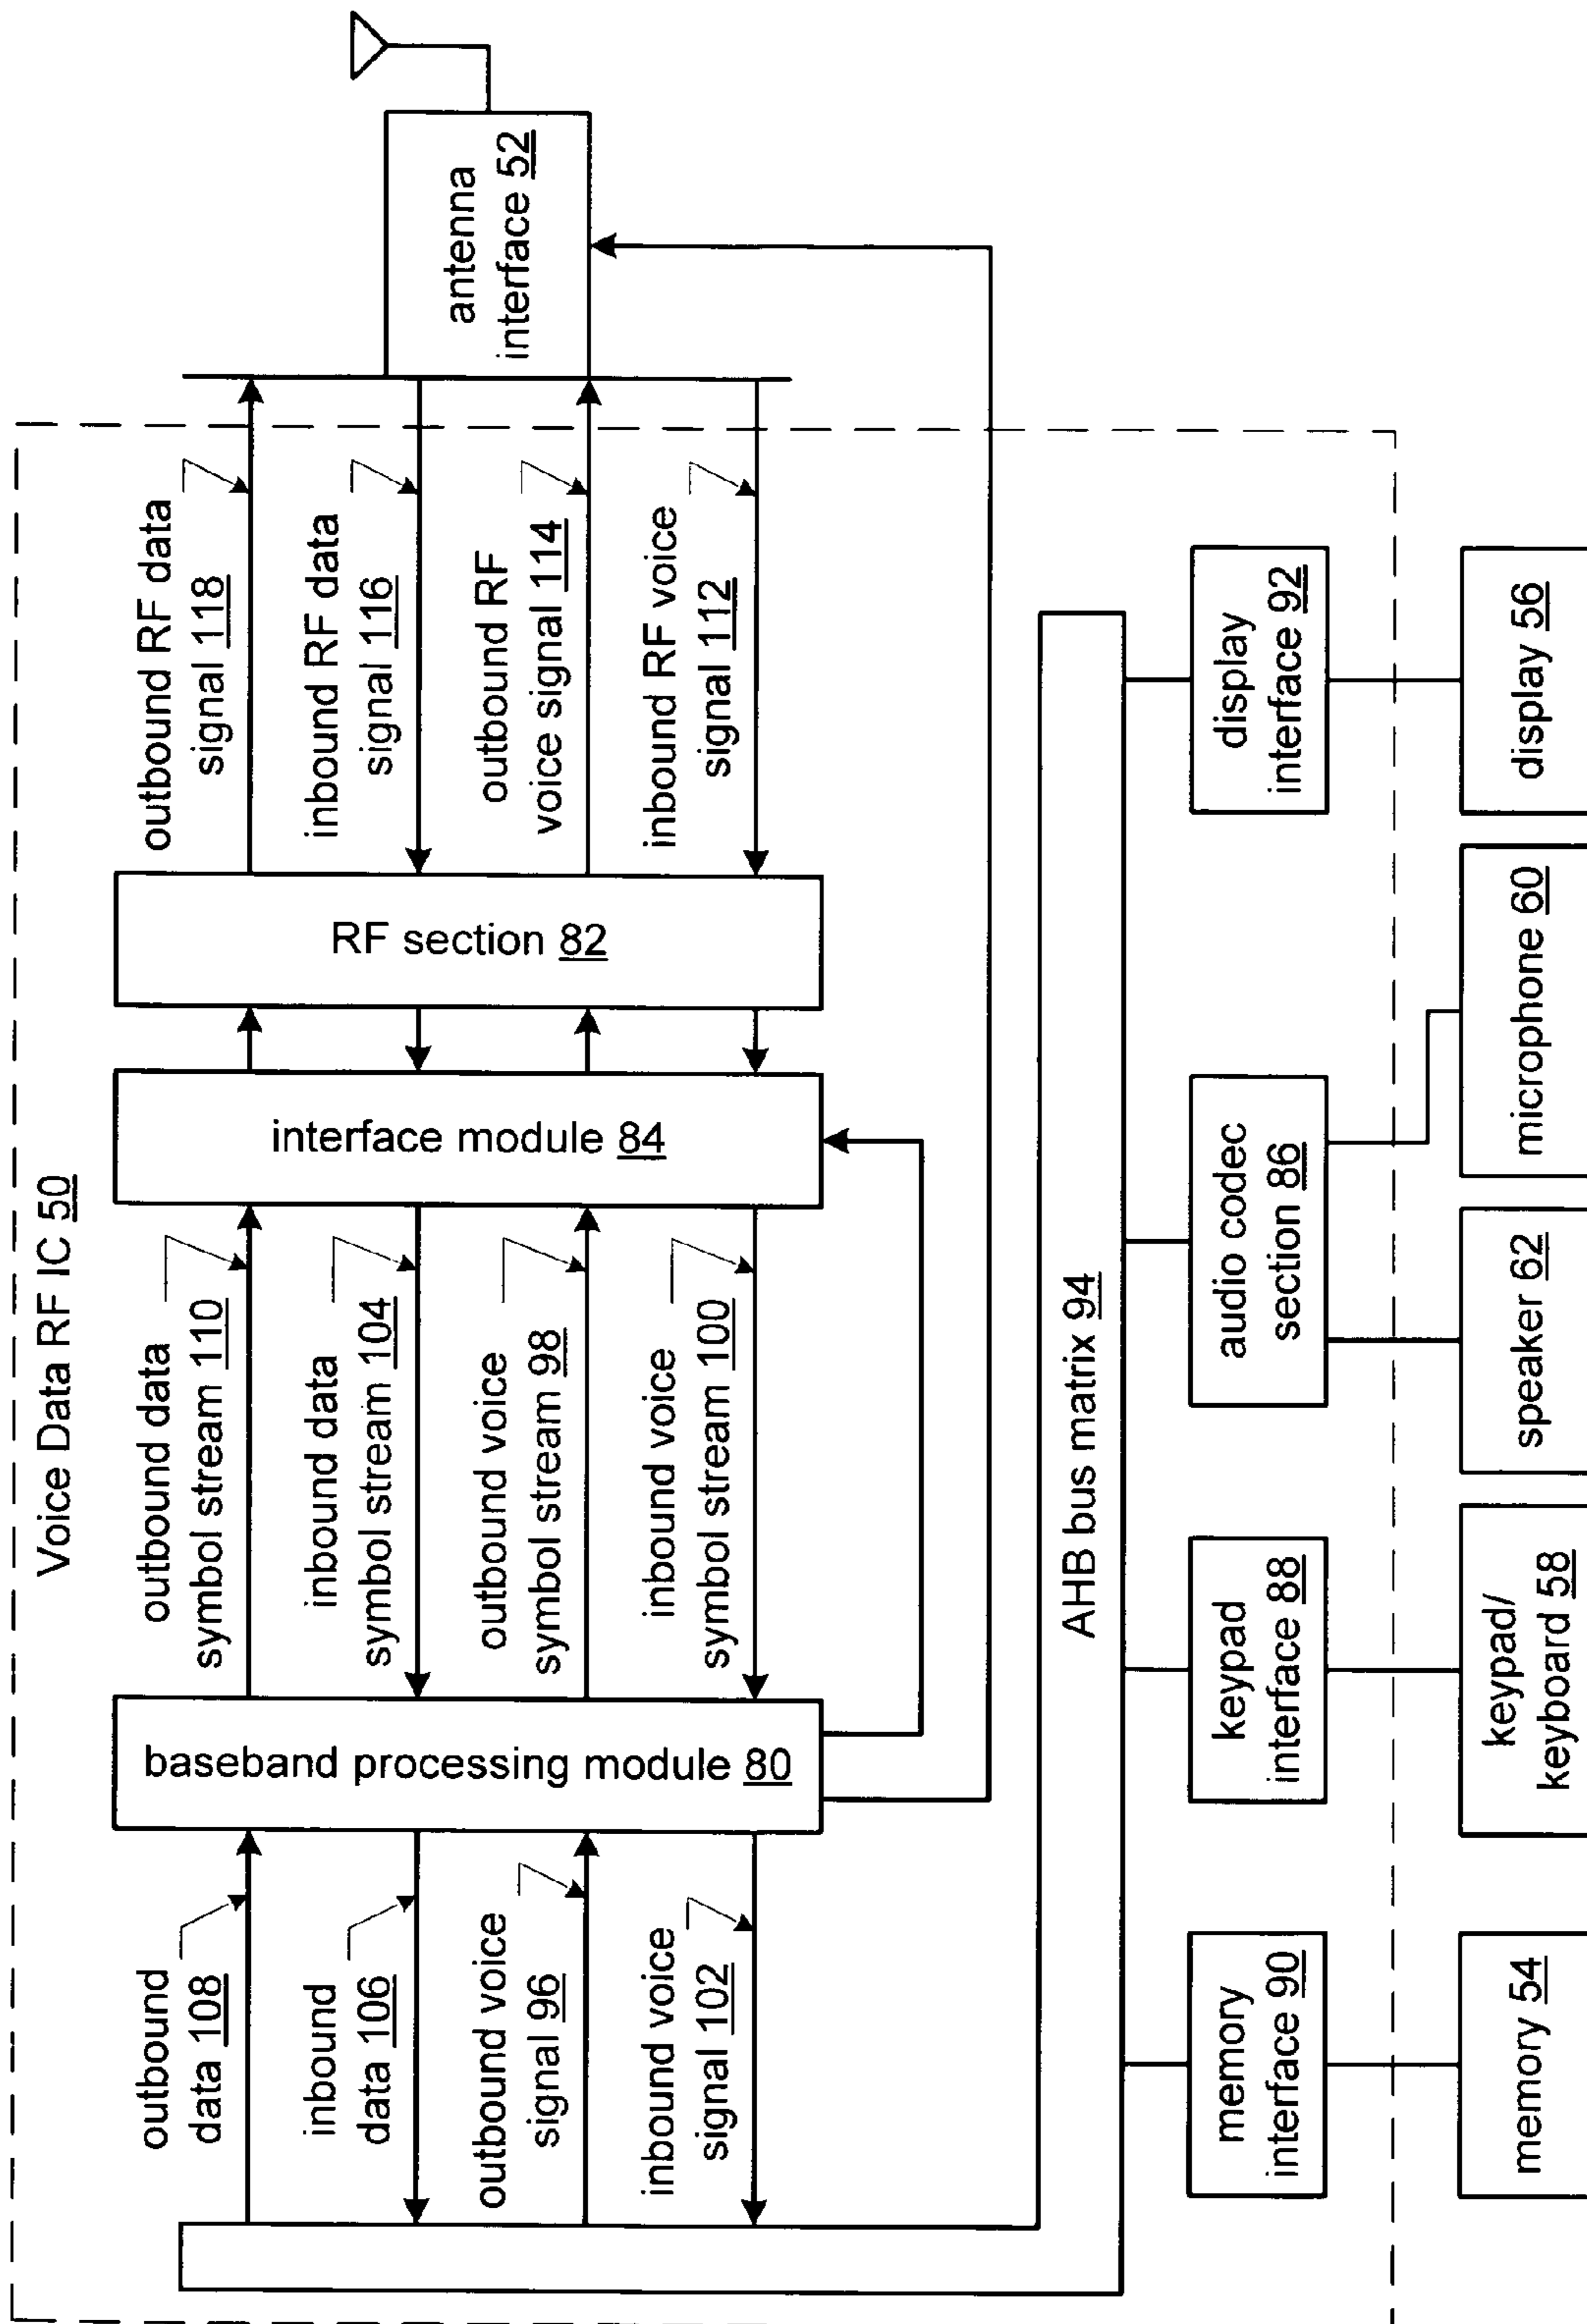 Voice Data RF IC 50
outbound
data 108
inbound
data 106
outbound voice
signal 96
inbound voice
signal 102
baseband processing module 80
outbound data
symbol stream 110
inbound data
symbol stream 104
outbound voice
symbol stream 98
inbound voice
symbol stream 100
interface module 84
RF section 82
outbound RF data
signal 118
inbound RF data
signal 116
outbound RF
voice signal 114
inbound RF voice
signal 112
antenna
interface 52
AHB bus matrix 94
memory
interface 90
keypad
interface 88
audio codec
section 86
display
interface 92
memory 54
keypad/
keyboard 58
speaker 62
microphone 60
display 56